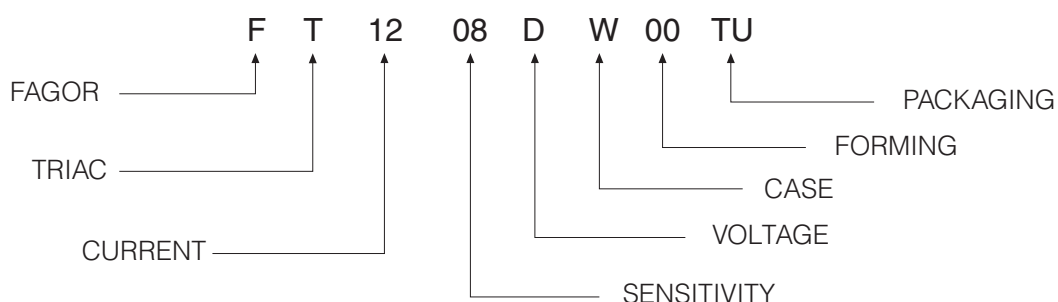 F T 12 08 D W 00 TU
FAGOR
PACKAGING
FORMING
TRIAC
CASE
VOLTAGE
CURRENT
SENSITIVITY